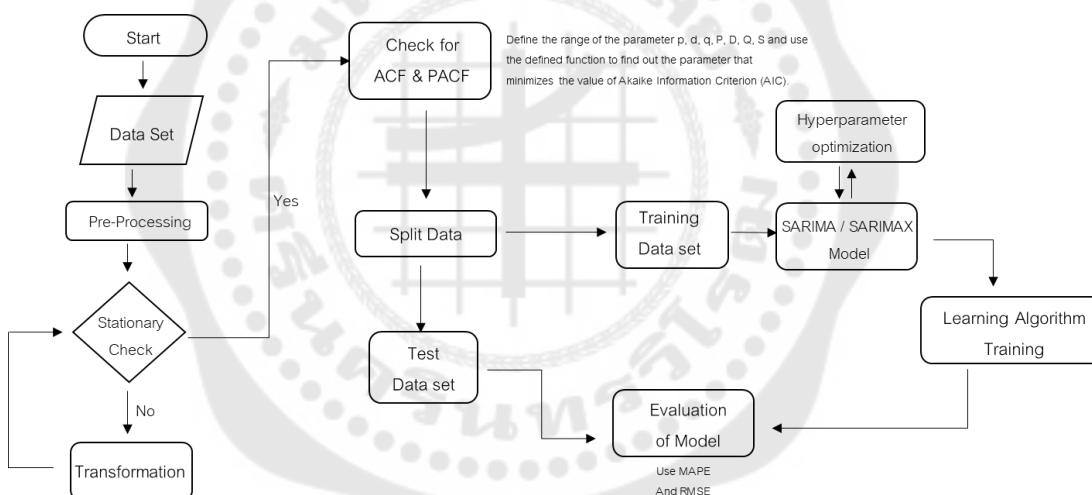 Start
Data Set
Pre-Processing
Stationary
Check
No
Transformation
Yes
Check for
ACF & PACF
Define the range of the parameter p, d, q, P, D, Q, S and use
the defined function to find out the parameter that
minimizes the value of Akaike Information Criterion (AIC).
Split Data
Test
Data set
Training
Data set
Hyperparameter
optimization
SARIMA / SARIMAX
Model
Learning Algorithm
Training
Evaluation
of Model
Use MAPE
And RMSE